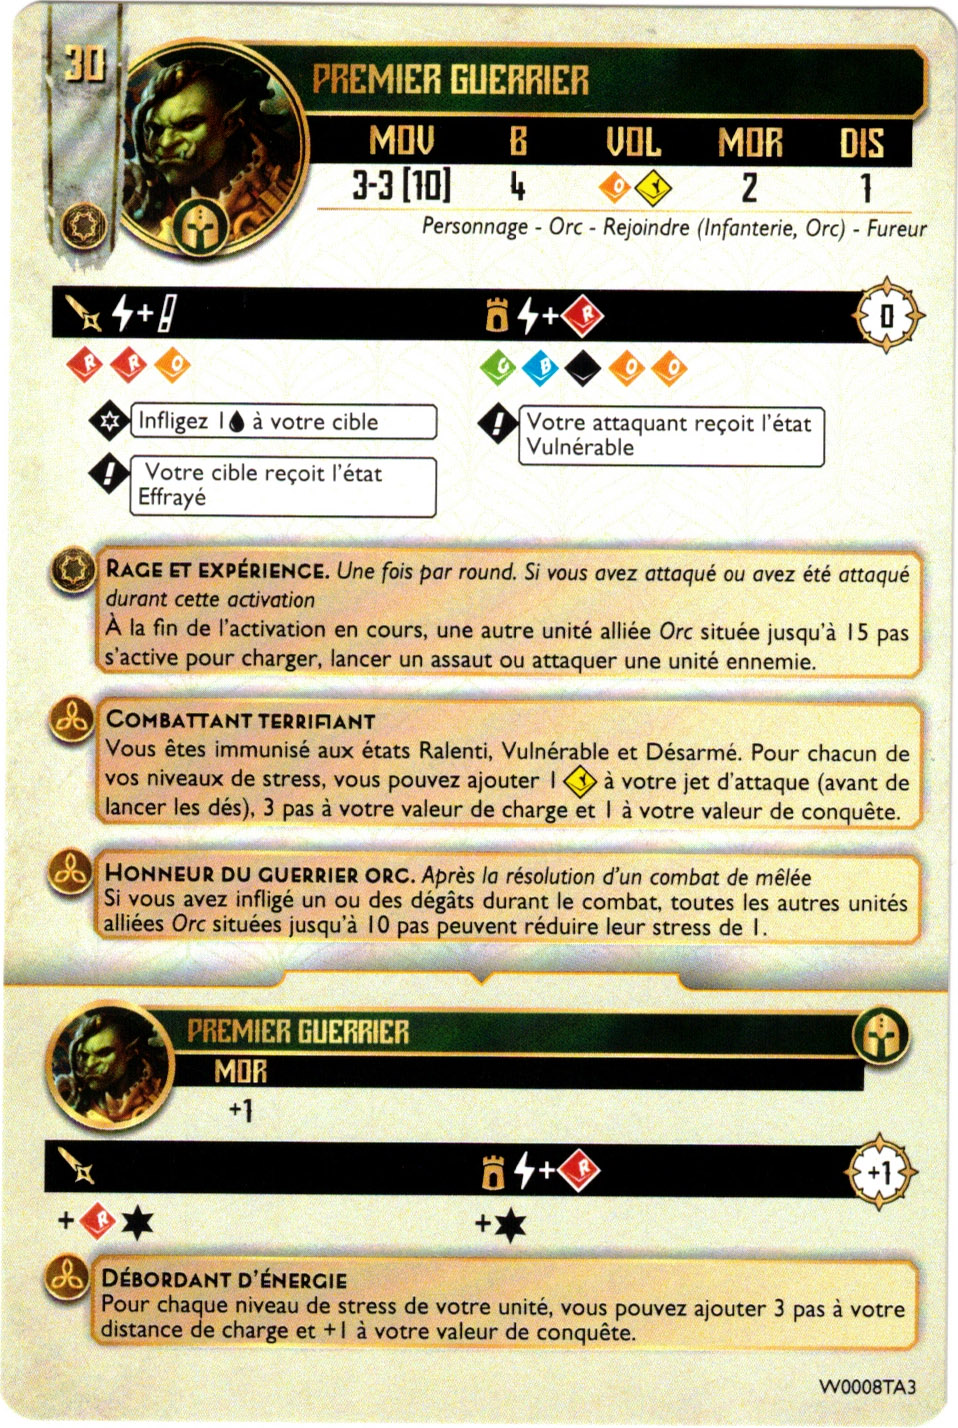 30
PREMIER GUERRIER
MOV B VOL MOR DIS
3-3 [10] 4 O 2 1
Personnage - Orc - Rejoindre (Infanterie, Orc) - Fureur
+ ! + R 0
R R O G B O O
Infligez 1 à votre cible
Votre attaquant reçoit l'état
Vulnérable
! Votre cible reçoit l'état
Effrayé
RAGE ET EXPÉRIENCE. Une fois par round. Si vous avez attaqué ou avez été attaqué
durant cette activation
À la fin de l'activation en cours, une autre unité alliée Orc située jusqu'à 15 pas
s'active pour charger, lancer un assaut ou attaquer une unité ennemie.
COMBATTANT TERRIFIANT
Vous êtes immunisé aux états Ralenti, Vulnérable et Désarmé. Pour chacun de
vos niveaux de stress, vous pouvez ajouter 1 à votre jet d'attaque (avant de
lancer les dés), 3 pas à votre valeur de charge et 1 à votre valeur de conquête.
HONNEUR DU GUERRIER ORC. Après la résolution d'un combat de mêlée
Si vous avez infligé un ou des dégâts durant le combat, toutes les autres unités
alliées Orc situées jusqu'à 10 pas peuvent réduire leur stress de 1.
PREMIER GUERRIER
MOR
+1
+ R +1
+ R +
DÉBORDANT D'ÉNERGIE
Pour chaque niveau de stress de votre unité, vous pouvez ajouter 3 pas à votre
distance de charge et +1 à votre valeur de conquête.
W0008TA3